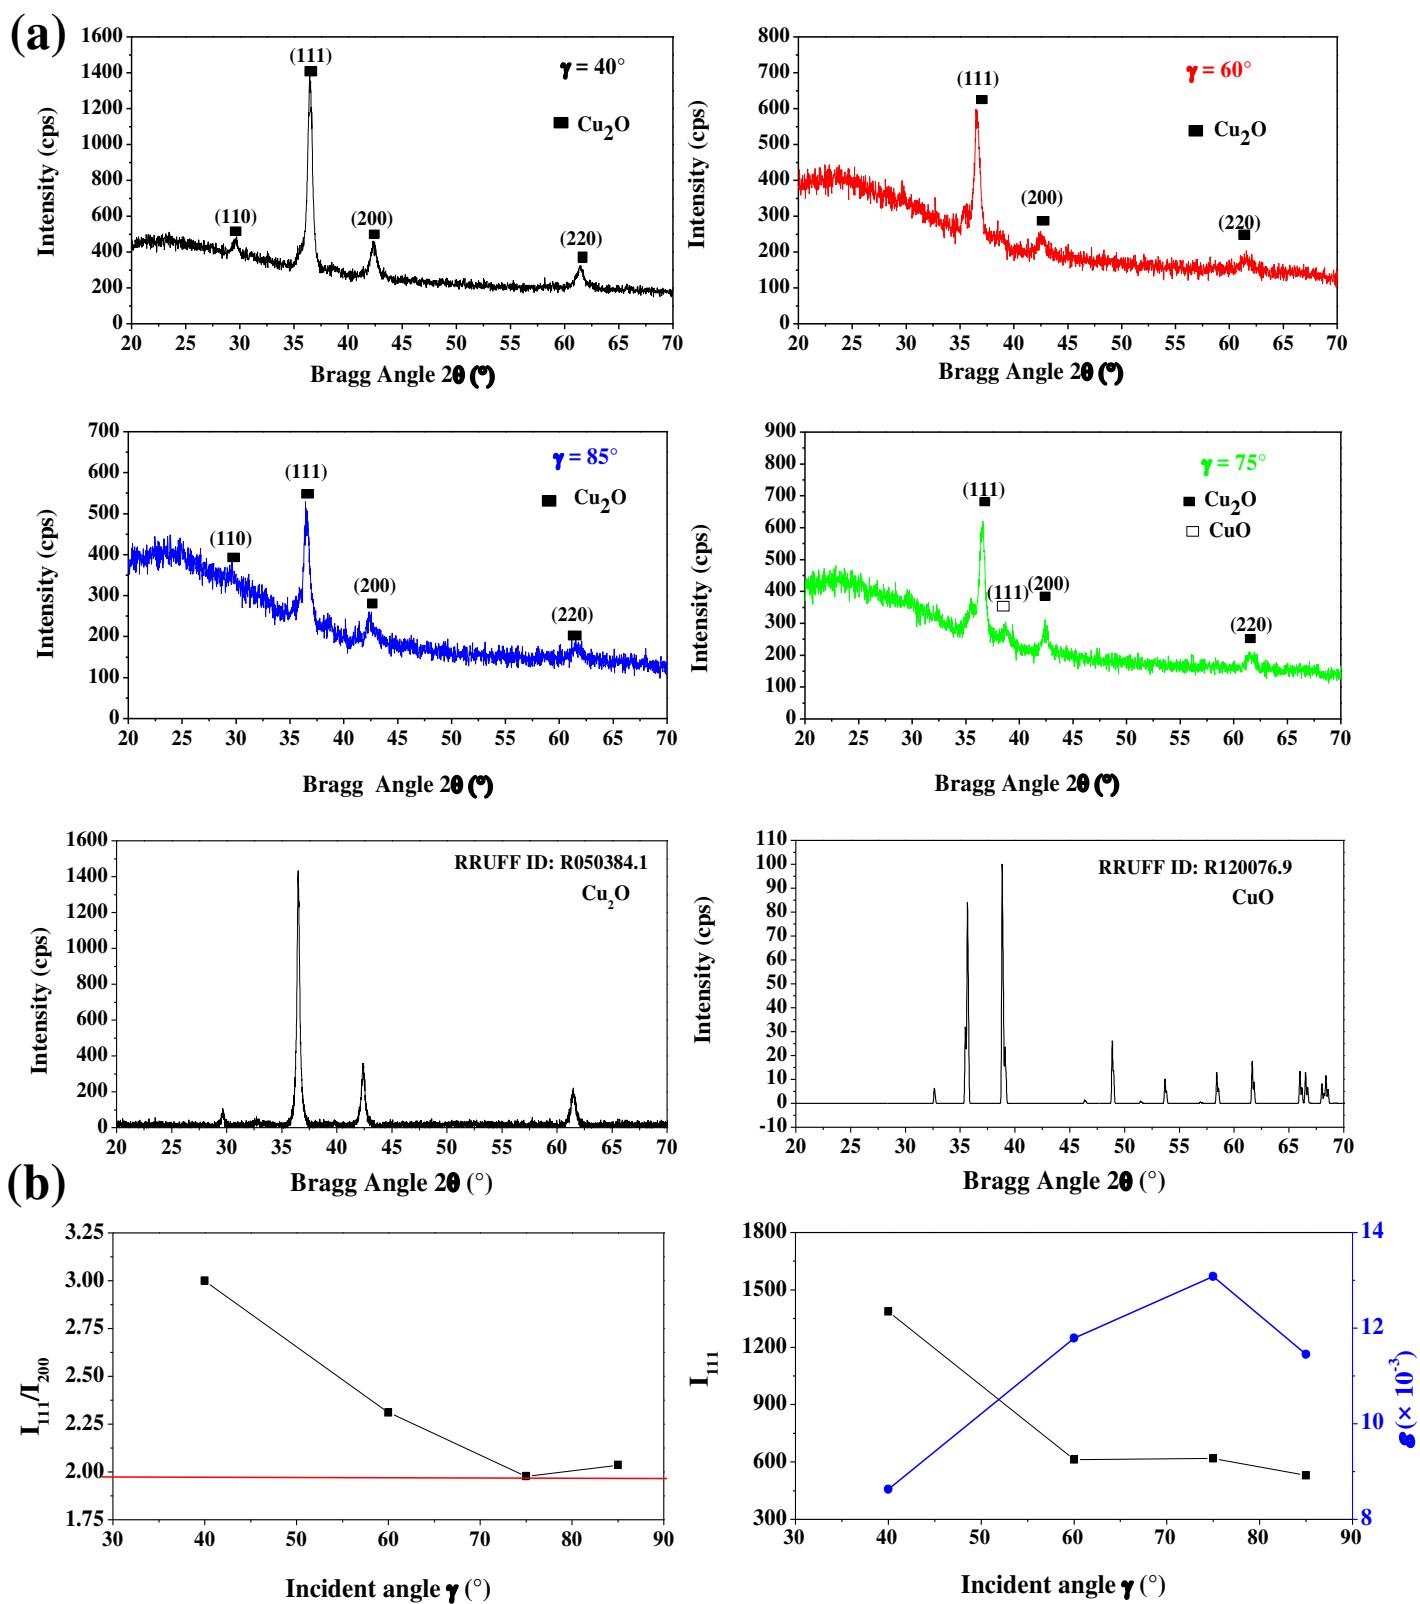 (a)
1600
1400
1200
1000
800
600
400
200
0
20 25 30 35 40 45 50 55 60 65 70
Intensity (cps)
Bragg Angle 2θ (°)
(110)
(111)
(200)
(220)
γ = 40°
■ Cu₂O
800
700
600
500
400
300
200
100
0
20 25 30 35 40 45 50 55 60 65 70
Intensity (cps)
Bragg Angle 2θ (°)
(111)
(200)
(220)
γ = 60°
■ Cu₂O
700
600
500
400
300
200
100
0
20 25 30 35 40 45 50 55 60 65 70
Intensity (cps)
Bragg Angle 2θ (°)
(110)
(111)
(200)
(220)
γ = 85°
■ Cu₂O
900
800
700
600
500
400
300
200
100
0
20 25 30 35 40 45 50 55 60 65 70
Intensity (cps)
Bragg Angle 2θ (°)
(111)
(111)
(200)
(220)
γ = 75°
■ Cu₂O
□ CuO
1600
1400
1200
1000
800
600
400
200
0
20 25 30 35 40 45 50 55 60 65 70
Intensity (cps)
Bragg Angle 2θ (°)
RRUFF ID: R050384.1
Cu₂O
110
100
90
80
70
60
50
40
30
20
10
0
-10
20 25 30 35 40 45 50 55 60 65 70
Intensity (cps)
Bragg Angle 2θ (°)
RRUFF ID: R120076.9
CuO
(b)
3.25
3.00
2.75
2.50
2.25
2.00
1.75
30 40 50 60 70 80 90
I₁₁₁/I₂₀₀
Incident angle γ (°)
1800
1500
1200
900
600
300
30 40 50 60 70 80 90
I₁₁₁
14
12
10
8
(× 10⁻³)
Incident angle γ (°)